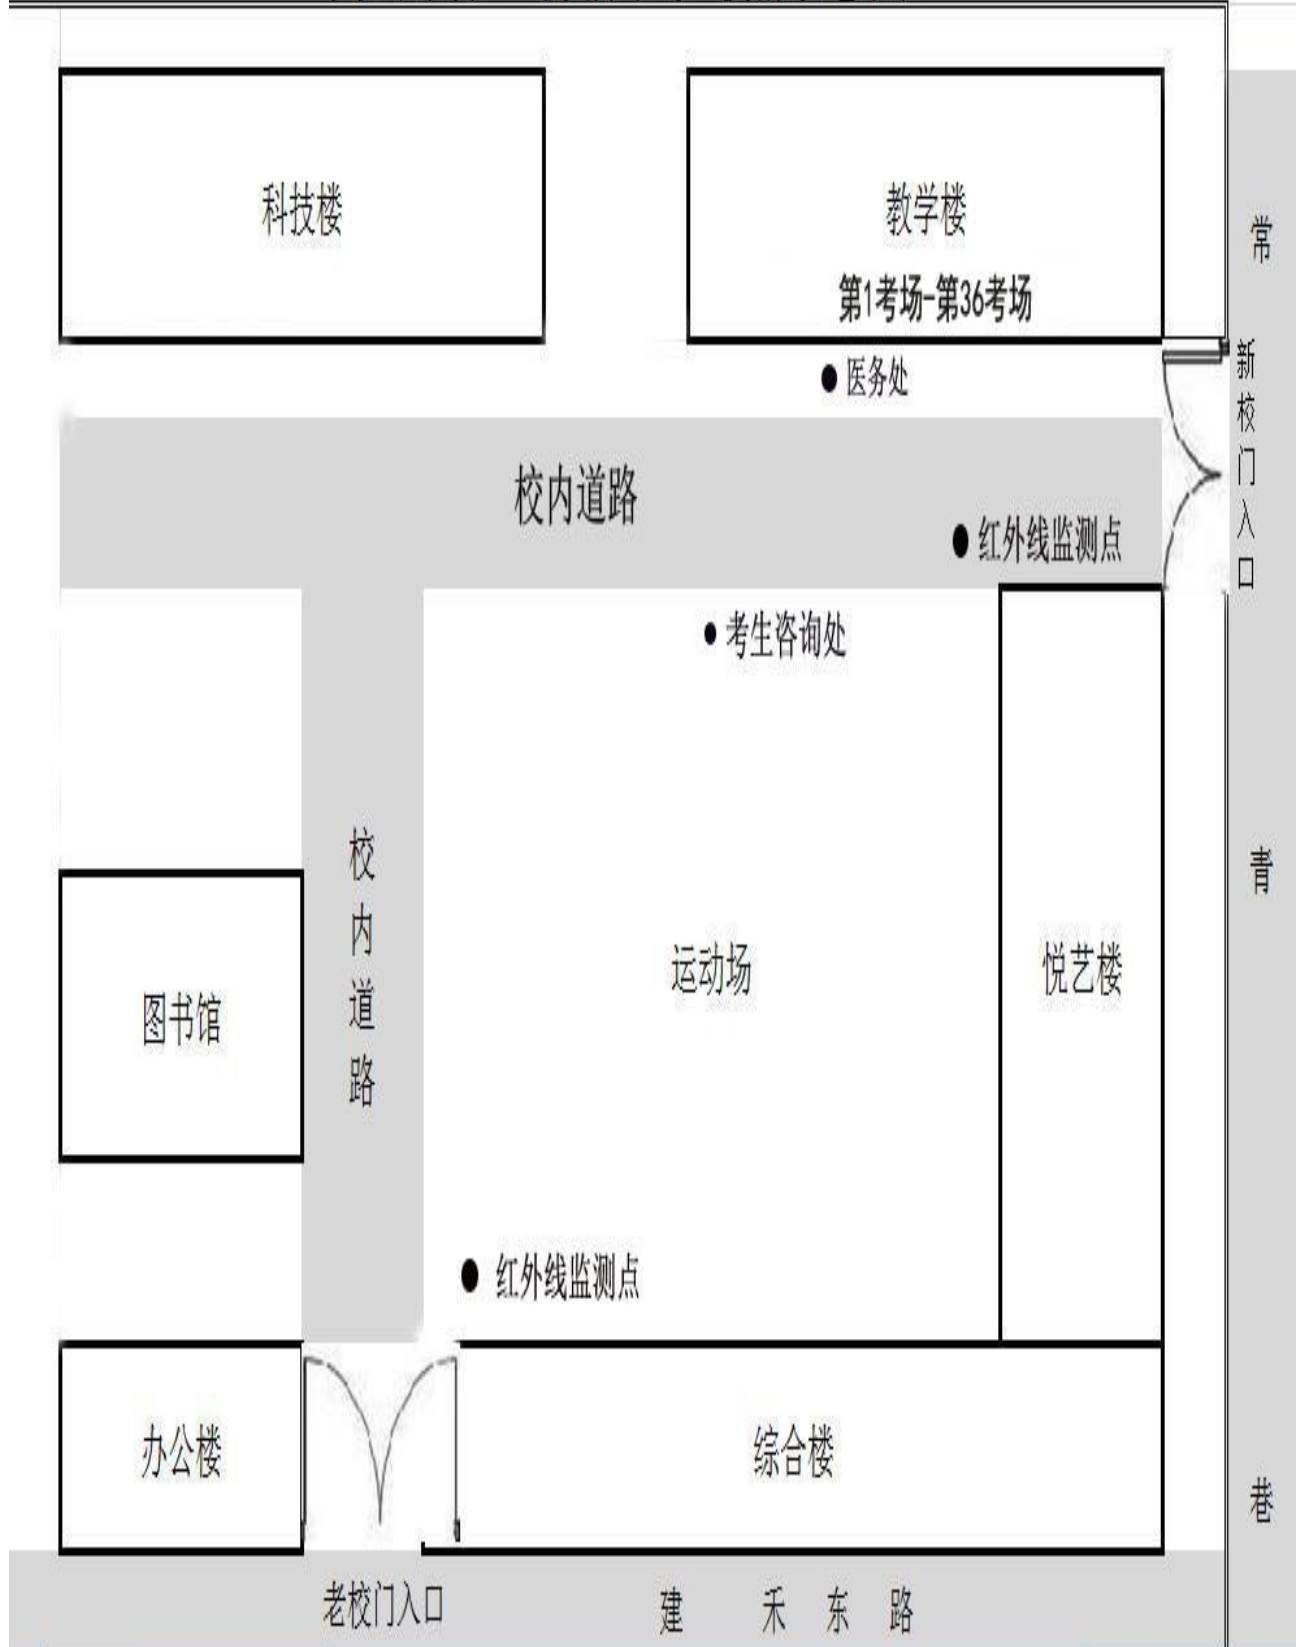 科技楼
教学楼
第1考场-第36考场
常青巷
新校门入口
医务处
校内道路
红外线监测点
考生咨询处
校内道路
运动场
悦艺楼
图书馆
红外线监测点
办公楼
综合楼
老校门入口
建禾东路